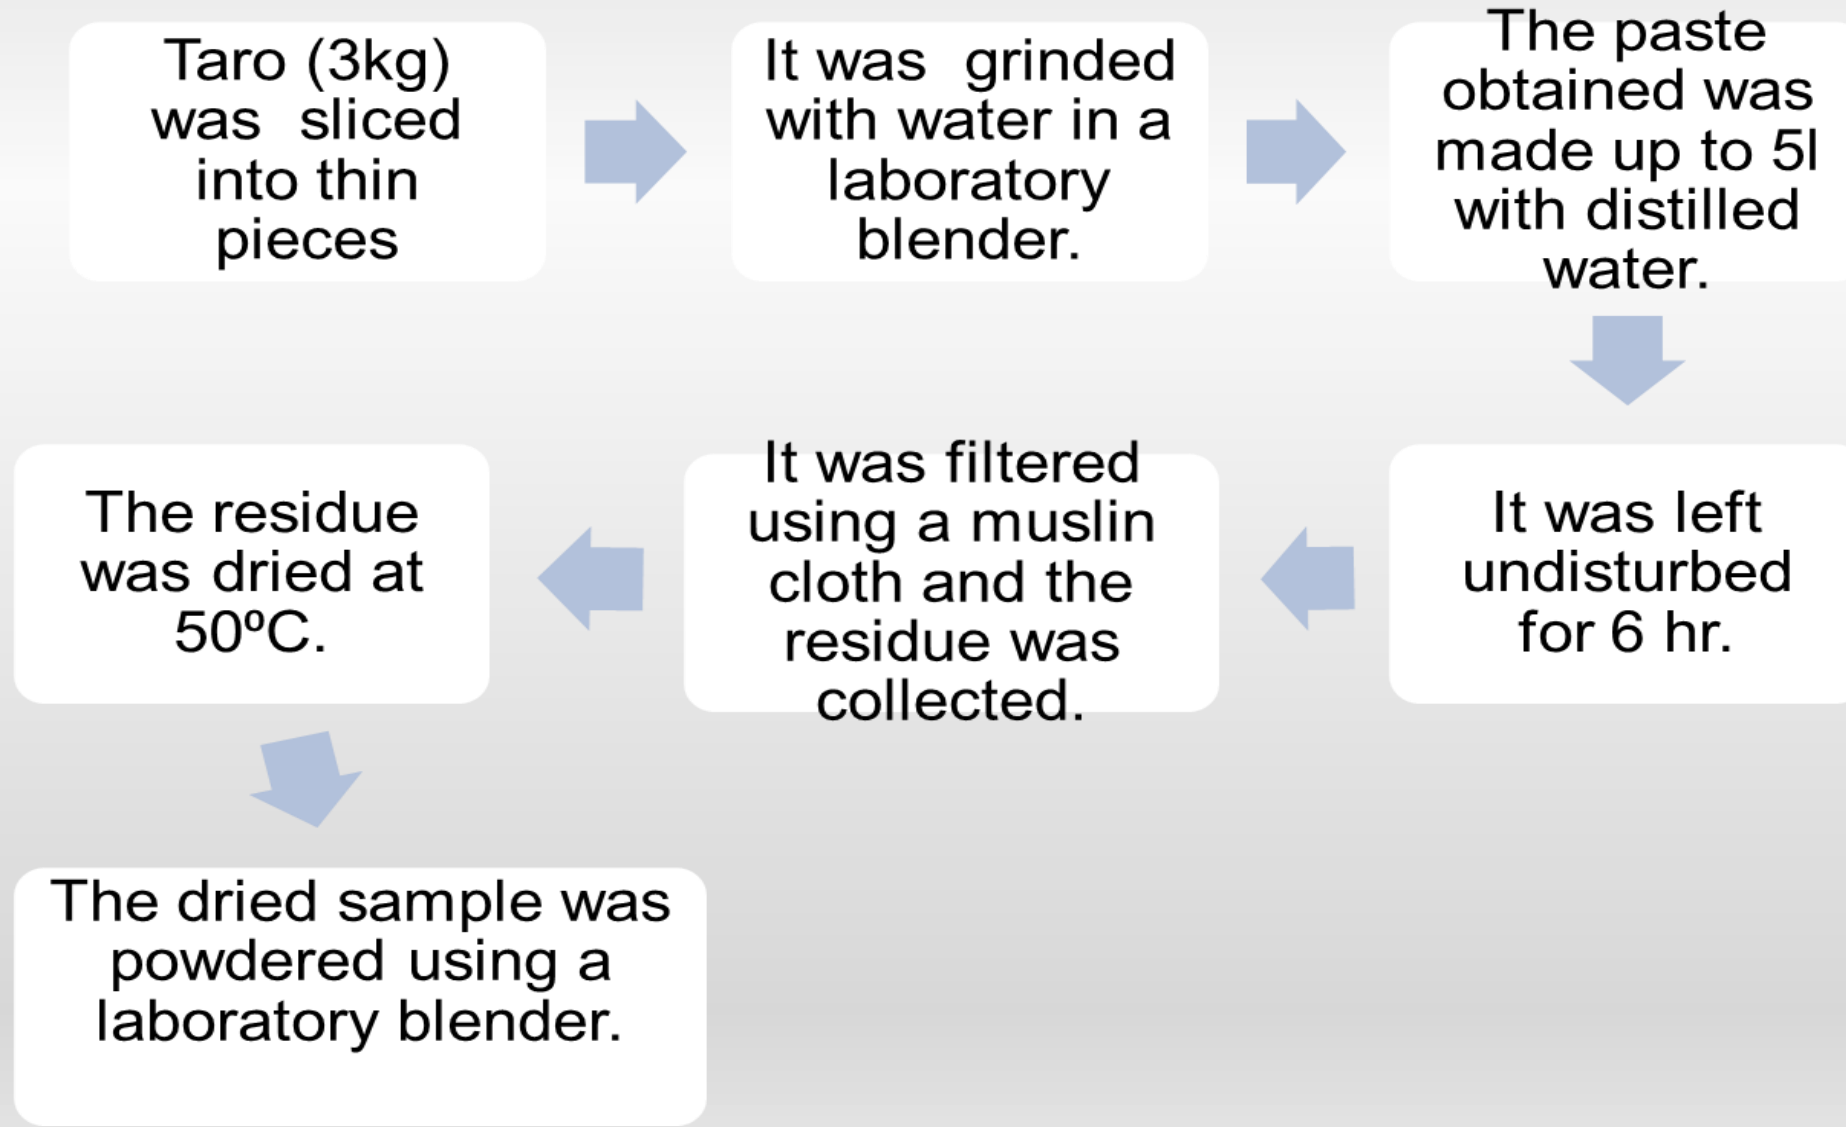 Taro (3kg)
was  sliced
into thin
pieces
It was  grinded
with water in a
laboratory
blender.
The paste
obtained was
made up to 5l
with distilled
water.
It was left
undisturbed
for 6 hr.
It was filtered
using a muslin
cloth and the
residue was
collected.
The residue
was dried at
50ºC.
The dried sample was
powdered using a
laboratory blender.